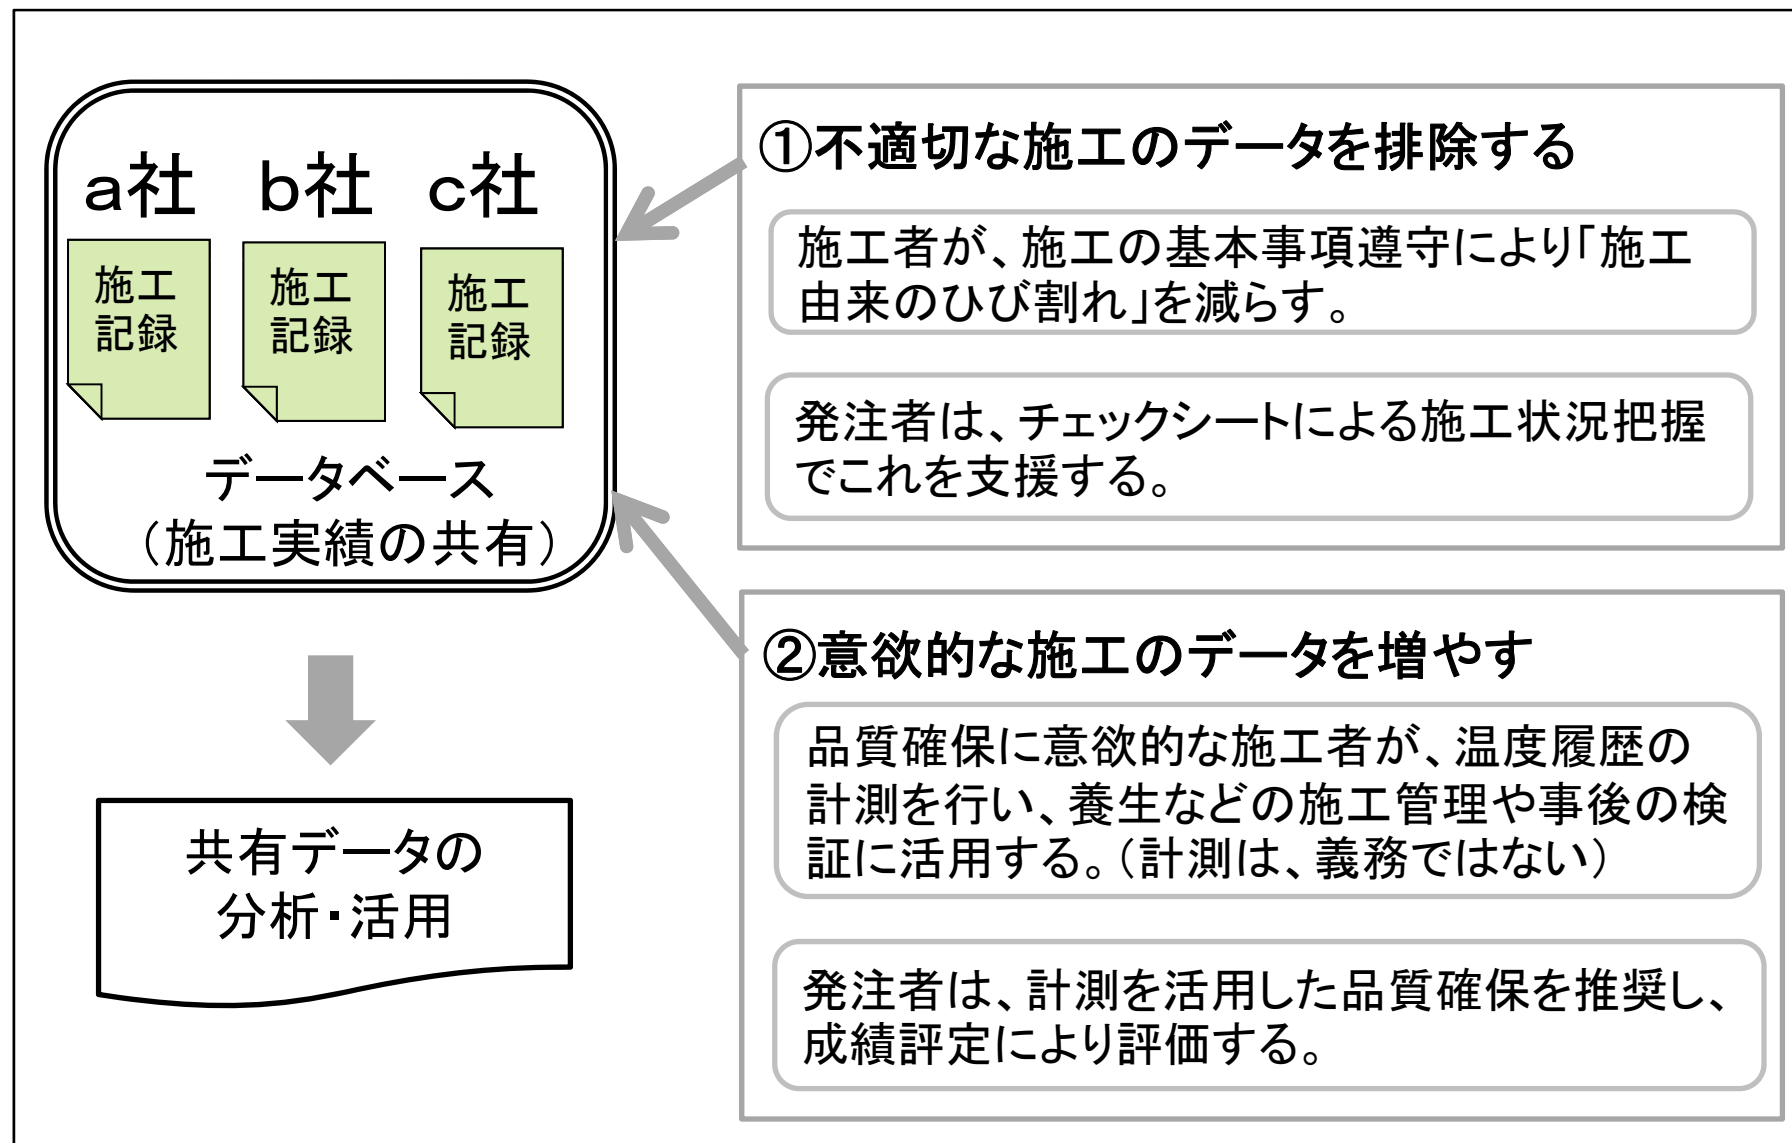 a社 b社 c社
施工
記録
施工
記録
施工
記録
データベース
（施工実績の共有）
共有データの
分析・活用
①不適切な施工のデータを排除する
施工者が、施工の基本事項遵守により「施工
由来のひび割れ」を減らす。
発注者は、チェックシートによる施工状況把握
でこれを支援する。
②意欲的な施工のデータを増やす
品質確保に意欲的な施工者が、温度履歴の
計測を行い、養生などの施工管理や事後の検
証に活用する。（計測は、義務ではない）
発注者は、計測を活用した品質確保を推奨し、
成績評定により評価する。